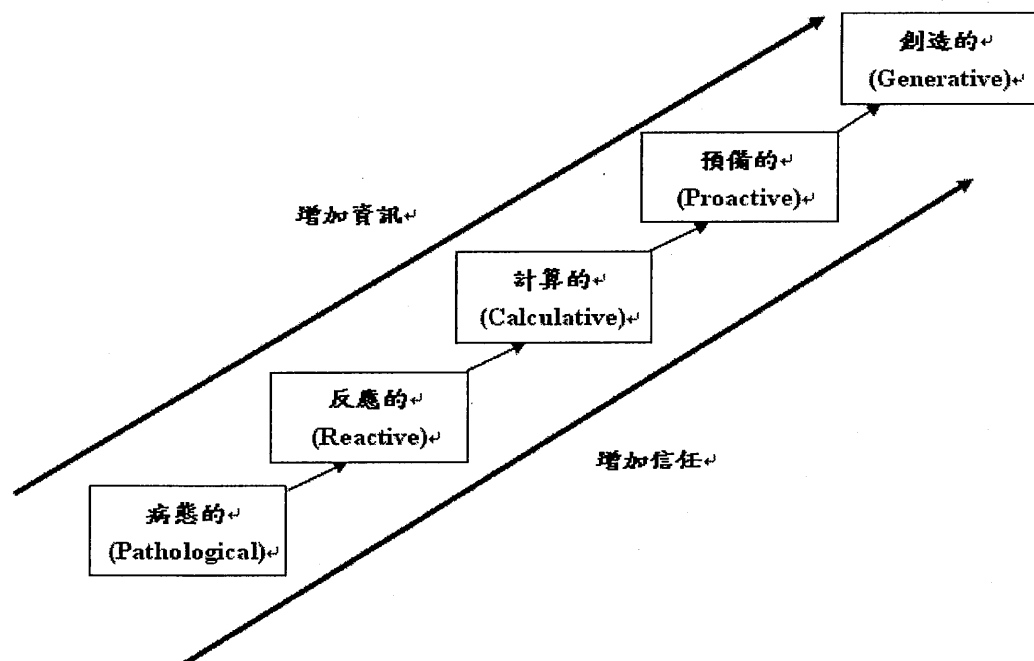 創造的↵
(Generative)↵
預備的↵
(Proactive)↵
增加資訊↵
計算的↵
(Calculative)↵
反應的↵
(Reactive)↵
增加信任↵
病態的↵
(Pathological)↵